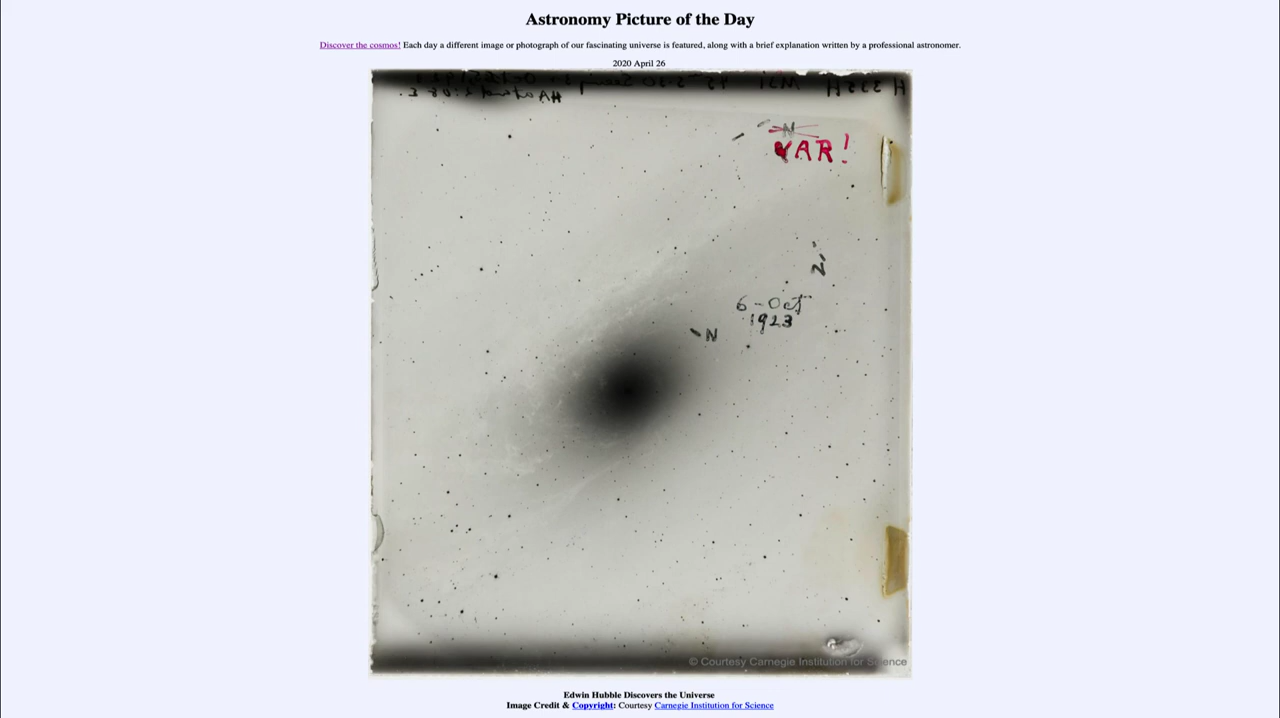 Astronomy Picture of the Day
Discover the cosmos! Each day a different image or photograph of our fascinating universe is featured, along with a brief explanation written by a professional astronomer.
2020 April 26
N
VAR!
N
6-Oct
1923
N
© Courtesy Carnegie Institution for Science
Edwin Hubble Discovers the Universe
Image Credit & Copyright: Courtesy Carnegie Institution for Science